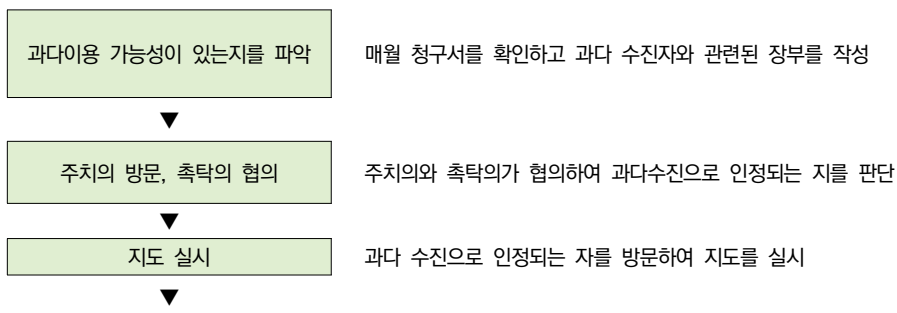 과다이용 가능성이 있는지를 파악
매월 청구서를 확인하고 과다 수진자와 관련된 장부를 작성
▼
주치의 방문, 촉탁의 협의
주치의와 촉탁의가 협의하여 과다수진으로 인정되는 지를 판단
▼
지도 실시
과다 수진으로 인정되는 자를 방문하여 지도를 실시
▼